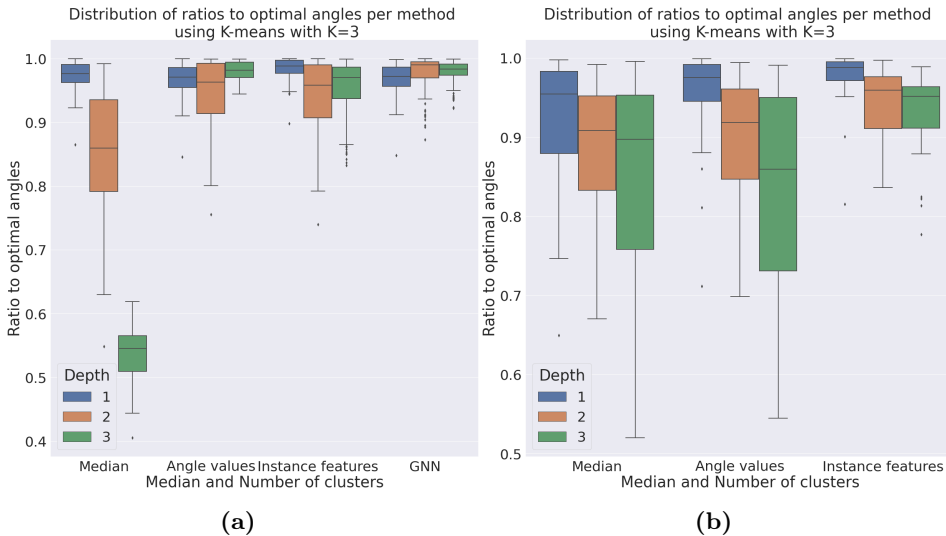 Distribution of ratios to optimal angles per method
using K-means with K=3
Ratio to optimal angles
1.0
0.9
0.8
0.7
0.6
0.5
0.4
Depth
1
2
3
Median
Angle values
Instance features
GNN
Median and Number of clusters
(a)
Distribution of ratios to optimal angles per method
using K-means with K=3
Ratio to optimal angles
1.0
0.9
0.8
0.7
0.6
0.5
Depth
1
2
3
Median
Angle values
Instance features
Median and Number of clusters
(b)